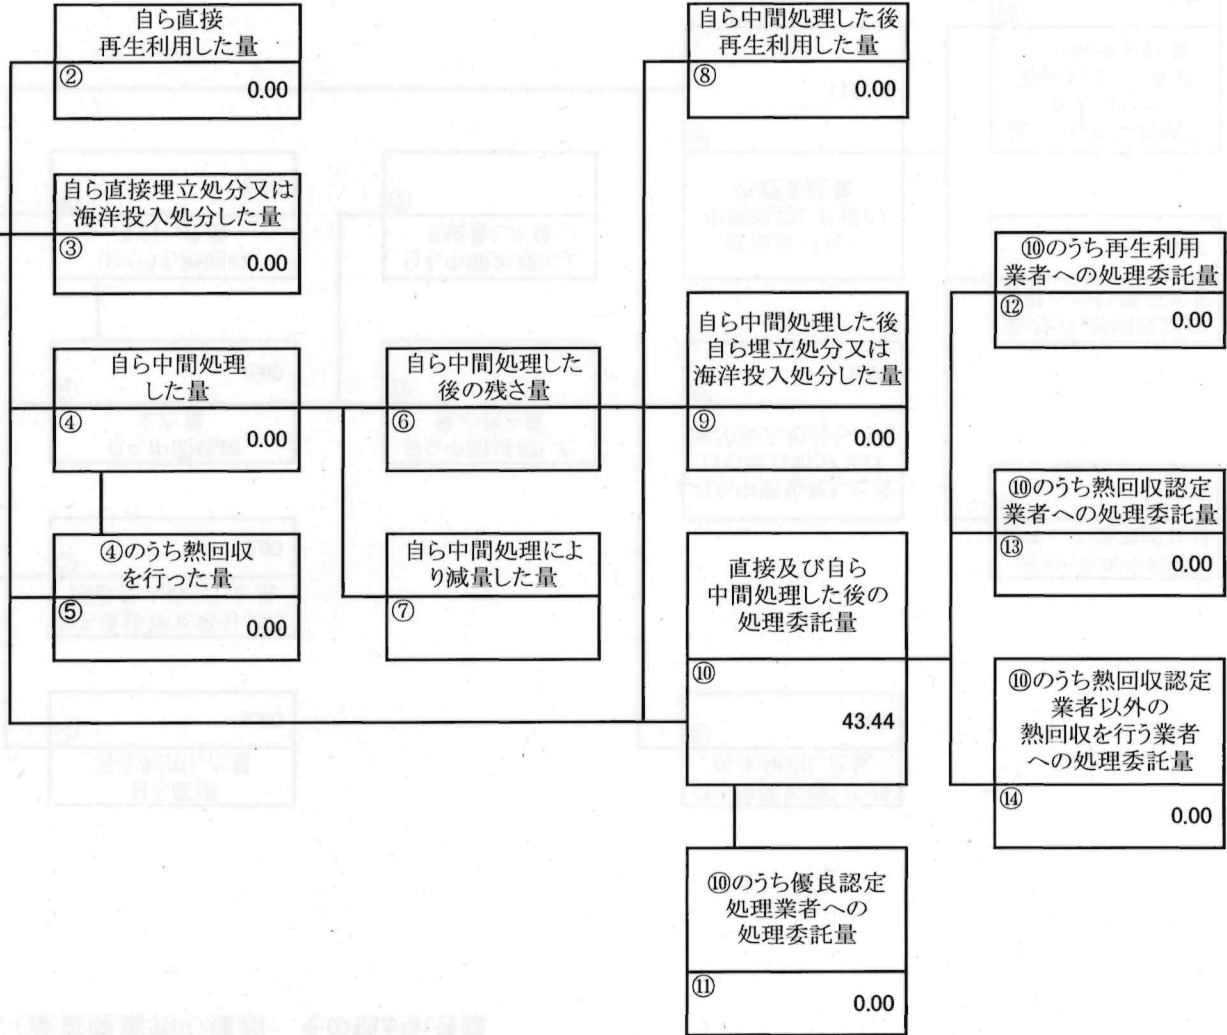 自ら直接
再生利用した量
②
0.00
自ら直接埋立処分又は
海洋投入処分した量
③
0.00
自ら中間処理
した量
④
0.00
④のうち熱回収
を行った量
⑤
0.00
自ら中間処理した
後の残さ量
⑥
自ら中間処理によ
り減量した量
⑦
自ら中間処理した後
再生利用した量
⑧
0.00
自ら中間処理した後
自ら埋立処分又は
海洋投入処分した量
⑨
0.00
直接及び自ら
中間処理した後の
処理委託量
⑩
43.44
⑩のうち優良認定
処理業者への
処理委託量
⑪
0.00
⑩のうち再生利用
業者への処理委託量
⑫
0.00
⑩のうち熱回収認定
業者への処理委託量
⑬
0.00
⑩のうち熱回収認定
業者以外の
熱回収を行う業者
への処理委託量
⑭
0.00